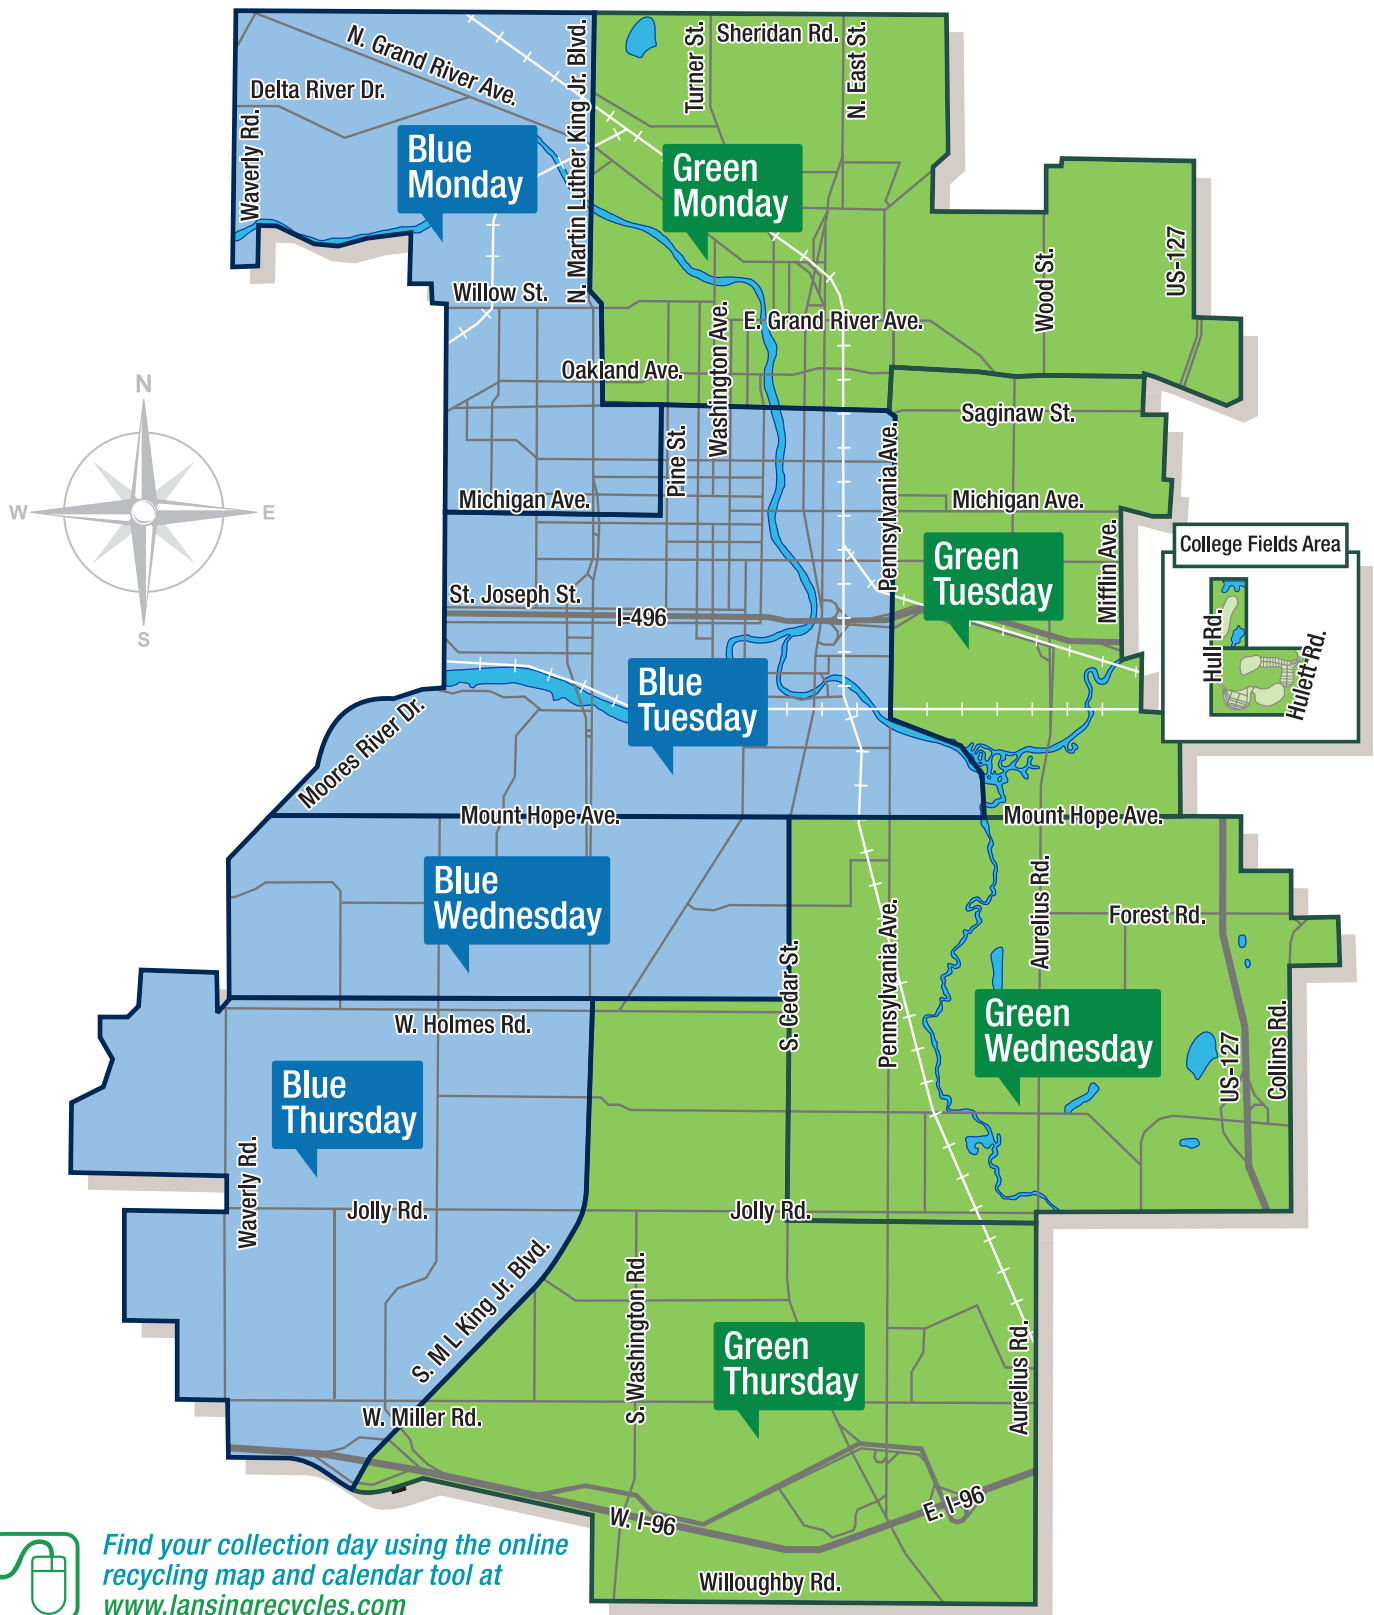 Sheridan Rd.
Turner St.
N. East St.
N. Grand River Ave.
N. Martin Luther King Jr. Blvd.
Delta River Dr.
Waverly Rd.
Blue
Monday
Green
Monday
US-127
Wood St.
Willow St.
E. Grand River Ave.
Washington Ave.
Oakland Ave.
N
W
E
S
Saginaw St.
Pine St.
Pennsylvania Ave.
Michigan Ave.
Michigan Ave.
Mifflin Ave.
Green
Tuesday
College Fields Area
Hull Rd.
Hulett Rd.
St. Joseph St.
I-496
Blue
Tuesday
Moores River Dr.
Mount Hope Ave.
Mount Hope Ave.
Blue
Wednesday
Aurelius Rd.
Forest Rd.
Pennsylvania Ave.
S. Cedar St.
Green
Wednesday
W. Holmes Rd.
US-127
Collins Rd.
Blue
Thursday
Waverly Rd.
Jolly Rd.
Jolly Rd.
S. M L King Jr. Blvd.
S. Washington Rd.
Green
Thursday
Aurelius Rd.
W. Miller Rd.
W. I-96
E. I-96
Willoughby Rd.
Find your collection day using the online
recycling map and calendar tool at
www.lansingrecycles.com